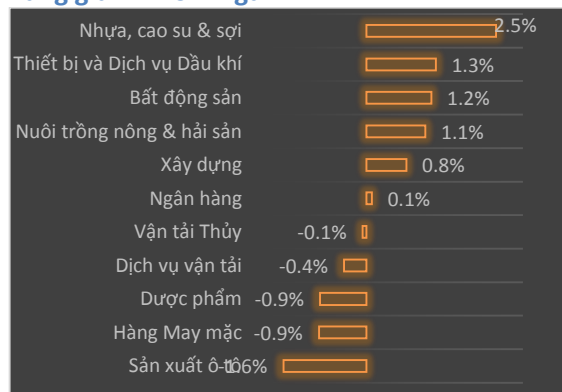 Nhựa, cao su & sợi 2.5%
Thiết bị và Dịch vụ Dầu khí 1.3%
Bất động sản 1.2%
Nuôi trồng nông & hải sản 1.1%
Xây dựng 0.8%
Ngân hàng 0.1%
Vận tải Thủy -0.1%
Dịch vụ vận tải -0.4%
Dược phẩm -0.9%
Hàng May mặc -0.9%
Sản xuất ô tô -1.6%